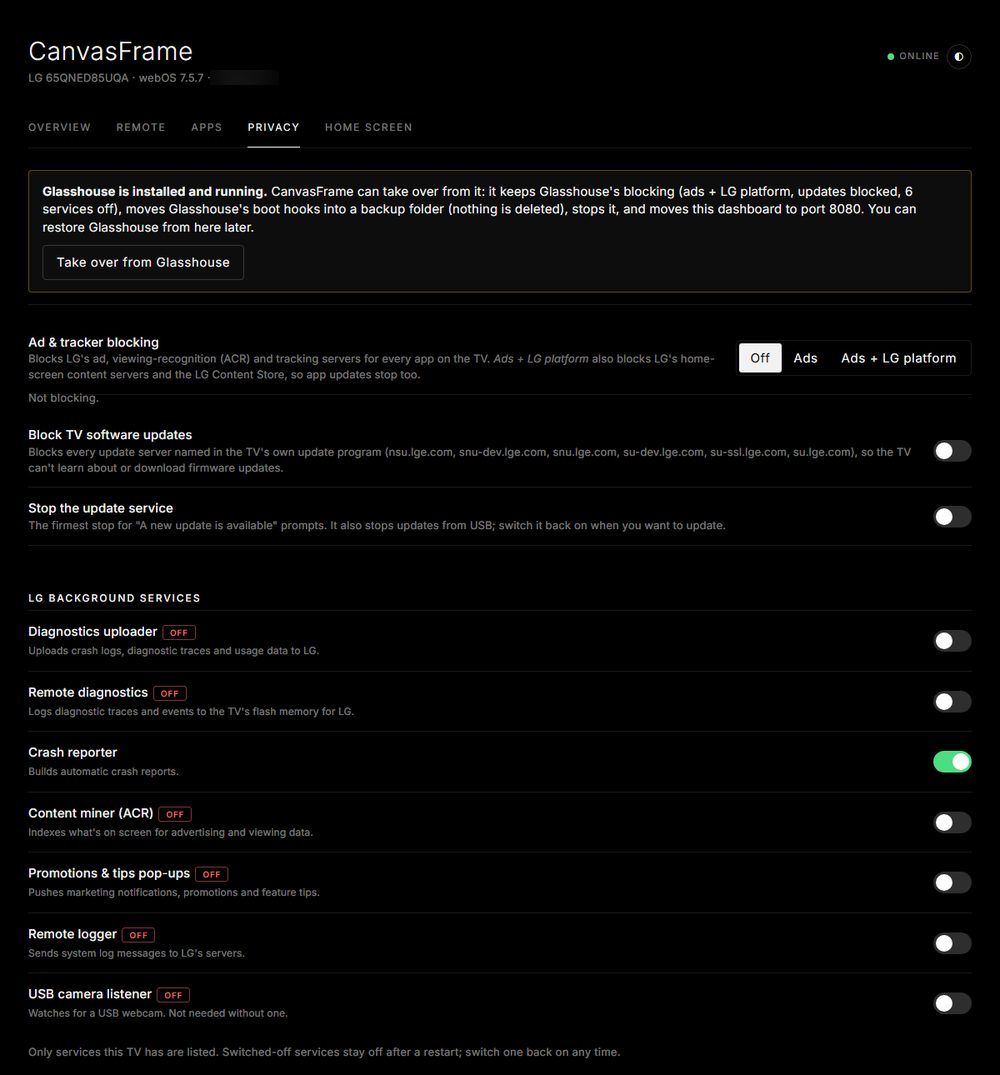 CanvasFrame
LG 65QNED85UQA · webOS 7.5.7 ·
ONLINE
OVERVIEW REMOTE APPS PRIVACY HOME SCREEN
Glasshouse is installed and running. CanvasFrame can take over from it: it keeps Glasshouse's blocking (ads + LG platform, updates blocked, 6
services off), moves Glasshouse's boot hooks into a backup folder (nothing is deleted), stops it, and moves this dashboard to port 8080. You can
restore Glasshouse from here later.
Take over from Glasshouse
Ad & tracker blocking
Blocks LG's ad, viewing-recognition (ACR) and tracking servers for every app on the TV. Ads + LG platform also blocks LG's home-
screen content servers and the LG Content Store, so app updates stop too.
Off Ads Ads + LG platform
Not blocking.
Block TV software updates
Blocks every update server named in the TV's own update program (nsu.lge.com, snu-dev.lge.com, snu.lge.com, su-dev.lge.com, su-ssl.lge.com, su.lge.com), so the TV
can't learn about or download firmware updates.
Stop the update service
The firmest stop for "A new update is available" prompts. It also stops updates from USB; switch it back on when you want to update.
LG BACKGROUND SERVICES
Diagnostics uploader OFF
Uploads crash logs, diagnostic traces and usage data to LG.
Remote diagnostics OFF
Logs diagnostic traces and events to the TV's flash memory for LG.
Crash reporter
Builds automatic crash reports.
Content miner (ACR) OFF
Indexes what's on screen for advertising and viewing data.
Promotions & tips pop-ups OFF
Pushes marketing notifications, promotions and feature tips.
Remote logger OFF
Sends system log messages to LG's servers.
USB camera listener OFF
Watches for a USB webcam. Not needed without one.
Only services this TV has are listed. Switched-off services stay off after a restart; switch one back on any time.